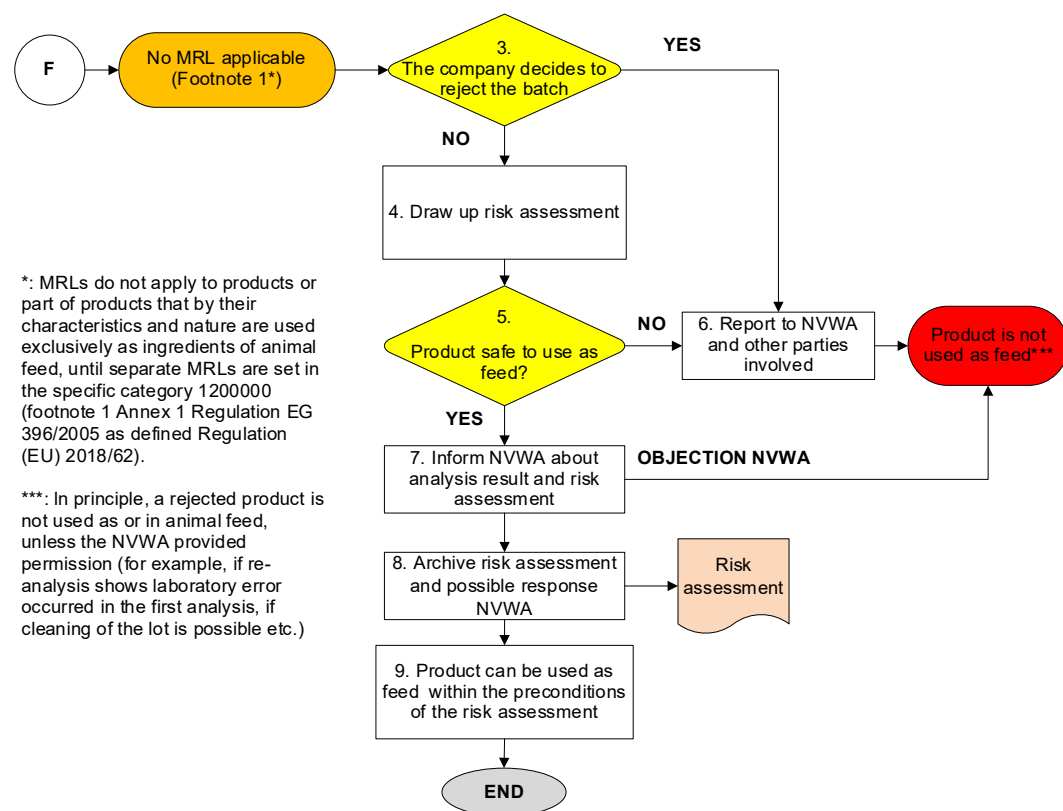 F
No MRL applicable
(Footnote 1*)
3.
The company decides to
reject the batch
YES
NO
4. Draw up risk assessment
*: MRLs do not apply to products or
part of products that by their
characteristics and nature are used
exclusively as ingredients of animal
feed, until separate MRLs are set in
the specific category 1200000
(footnote 1 Annex 1 Regulation EG
396/2005 as defined Regulation
(EU) 2018/62).
5.
Product safe to use as
feed?
NO
6. Report to NVWA
and other parties
involved
Product is not
used as feed***
YES
7. Inform NVWA about
analysis result and risk
assessment
OBJECTION NVWA
***: In principle, a rejected product is
not used as or in animal feed,
unless the NVWA provided
permission (for example, if re-
analysis shows laboratory error
occurred in the first analysis, if
cleaning of the lot is possible etc.)
8. Archive risk assessment
and possible response
NVWA
Risk
assessment
9. Product can be used as
feed within the preconditions
of the risk assessment
END